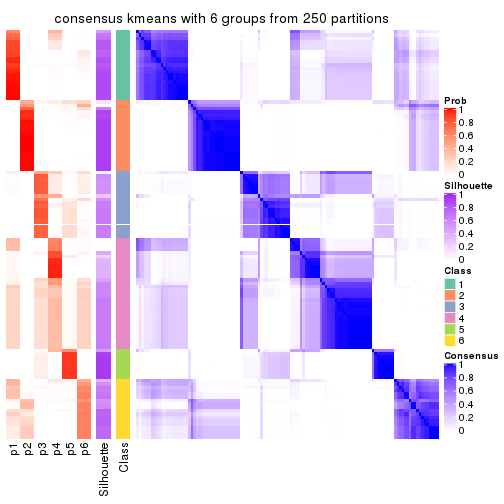 consensus kmeans with 6 groups from 250 partitions
Prob
1
0.8
0.6
0.4
0.2
0
Silhouette
1
0.8
0.6
0.4
0.2
0
Class
1
2
3
4
5
6
Consensus
1
0.8
0.6
0.4
0.2
0
p1
p2
p3
p4
p5
p6
Silhouette
Class